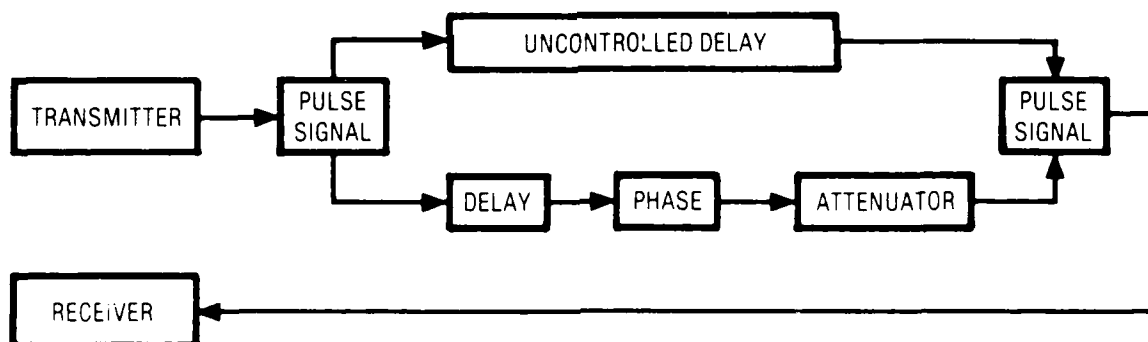 UNCONTROLLED DELAY
TRANSMITTER
PULSE
SIGNAL
PULSE
SIGNAL
DELAY
PHASE
ATTENUATOR
RECEIVER